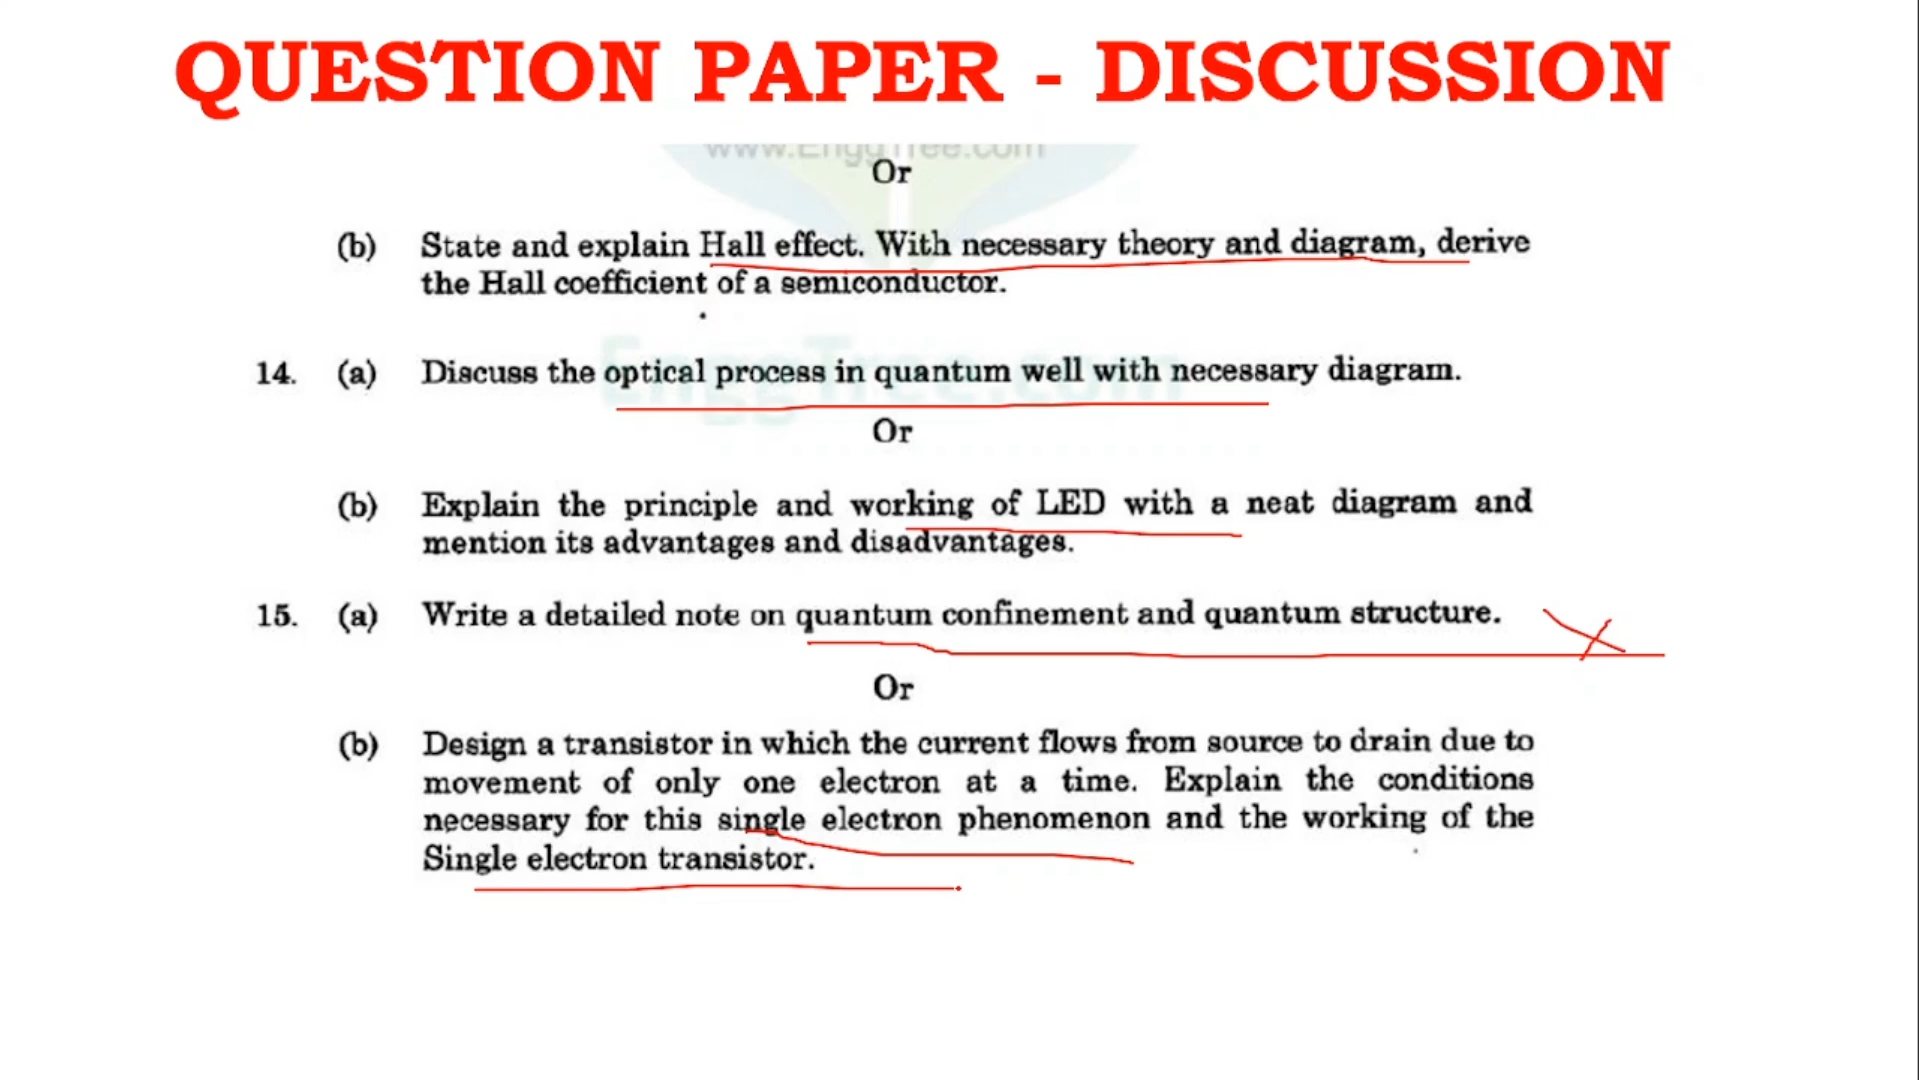 QUESTION PAPER - DISCUSSION
www.EnggTree.com
Or
(b) State and explain Hall effect. With necessary theory and diagram, derive
the Hall coefficient of a semiconductor.
EnggTree.com
14. (a) Discuss the optical process in quantum well with necessary diagram.
Or
(b) Explain the principle and working of LED with a neat diagram and
mention its advantages and disadvantages.
15. (a) Write a detailed note on quantum confinement and quantum structure.
Or
(b) Design a transistor in which the current flows from source to drain due to
movement of only one electron at a time. Explain the conditions
necessary for this single electron phenomenon and the working of the
Single electron transistor.